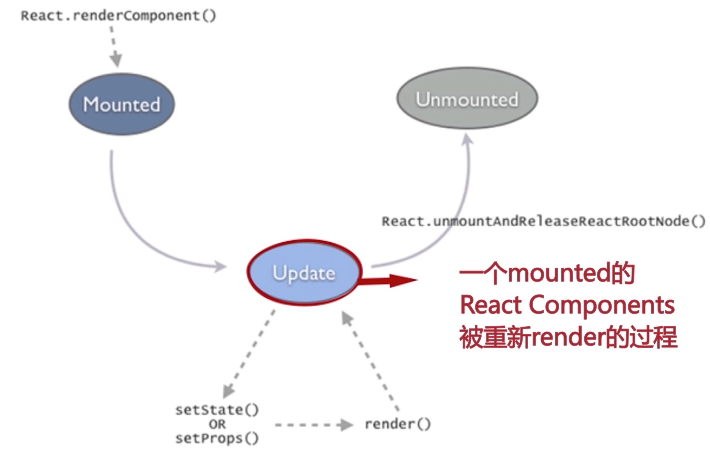 React.renderComponent()
Mounted
Unmounted
React.unmountAndReleaseReactRootNode()
Update
一个mounted的
React Components
被重新render的过程
setState()
OR
setProps()
render()